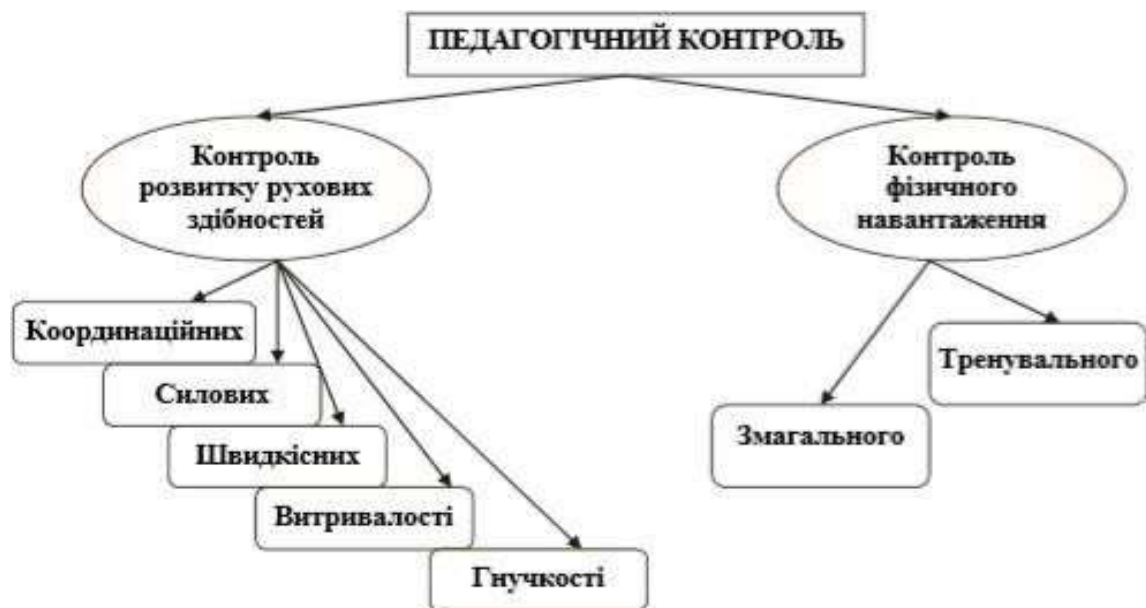 ПЕДАГОГІЧНИЙ КОНТРОЛЬ
Контроль
розвитку рухових
здібностей
Контроль
фізичного
навантаження
Координаційних
Силових
Швидкісних
Витривалості
Гнучкості
Тренувального
Змагального